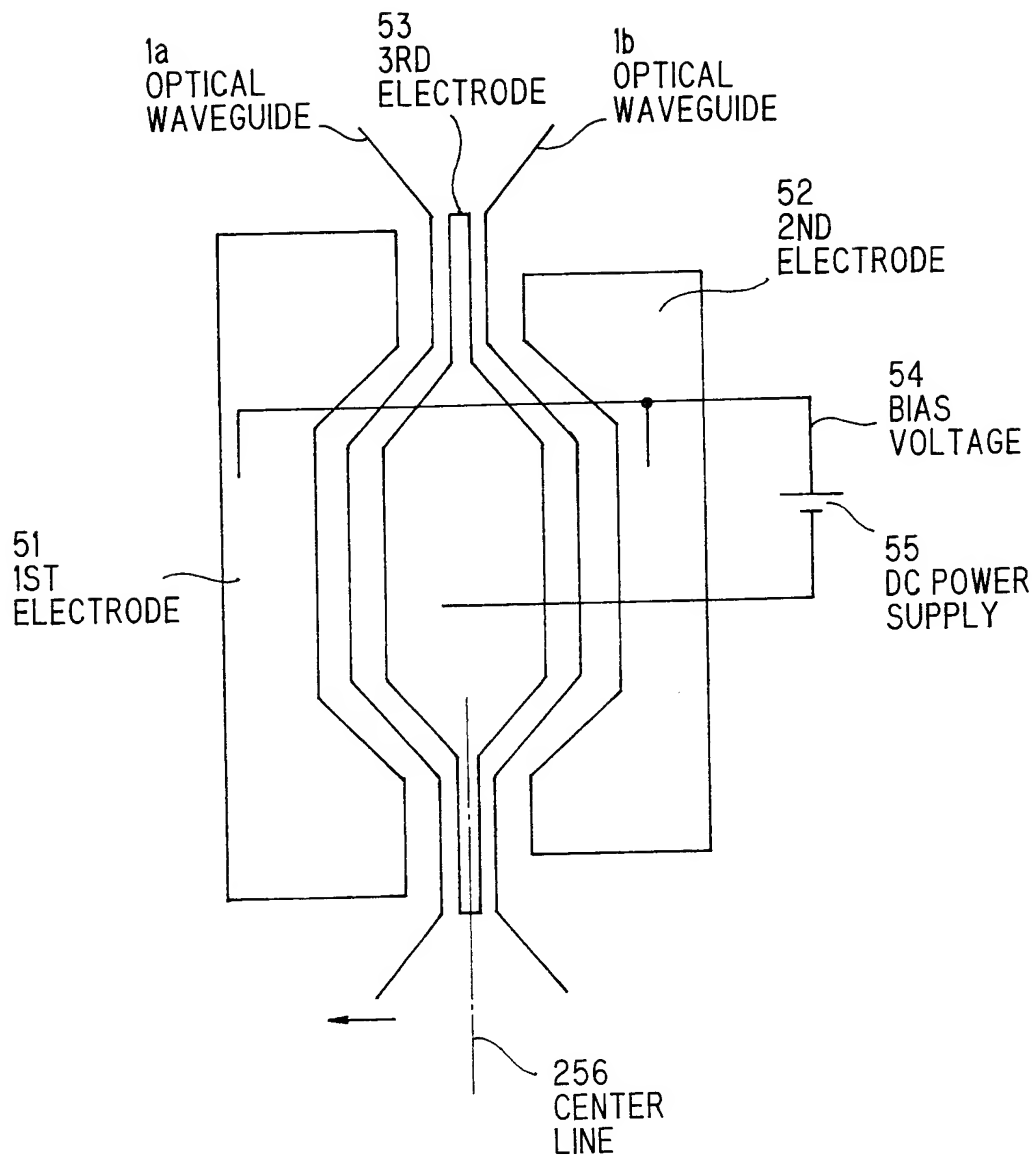 1a
OPTICAL
WAVEGUIDE
53
3RD
ELECTRODE
1b
OPTICAL
WAVEGUIDE
52
2ND
ELECTRODE
54
BIAS
VOLTAGE
51
1ST
ELECTRODE
55
DC POWER
SUPPLY
256
CENTER
LINE